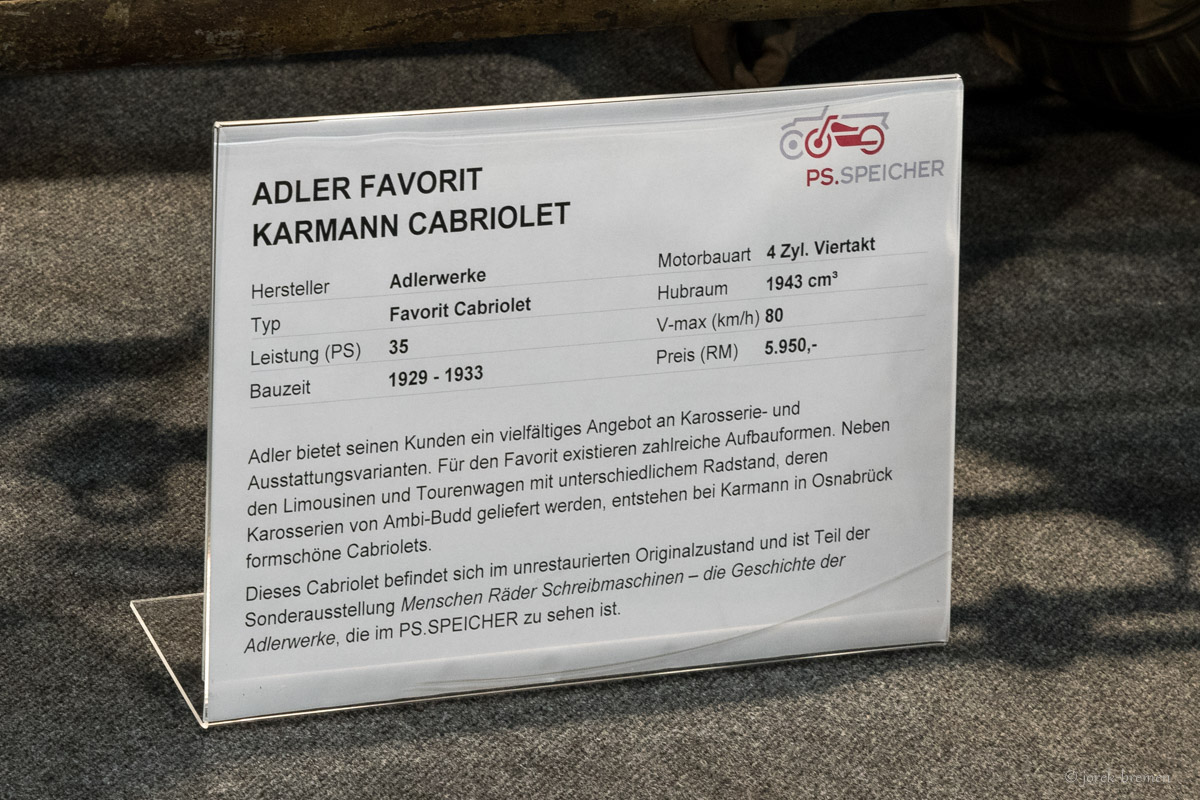 PS.SPEICHER
ADLER FAVORIT
KARMANN CABRIOLET
Hersteller Adlerwerke
Typ Favorit Cabriolet
Leistung (PS) 35
Bauzeit 1929 - 1933
Motorbauart 4 Zyl. Viertakt
Hubraum 1943 cm³
V-max (km/h) 80
Preis (RM) 5.950,-
Adler bietet seinen Kunden ein vielfältiges Angebot an Karosserie- und
Ausstattungsvarianten. Für den Favorit existieren zahlreiche Aufbauformen. Neben
den Limousinen und Tourenwagen mit unterschiedlichem Radstand, deren
Karosserien von Ambi-Budd geliefert werden, entstehen bei Karmann in Osnabrück
formschöne Cabriolets.
Dieses Cabriolet befindet sich im unrestaurierten Originalzustand und ist Teil der
Sonderausstellung Menschen Räder Schreibmaschinen – die Geschichte der
Adlerwerke, die im PS.SPEICHER zu sehen ist.
© jorek-bremen